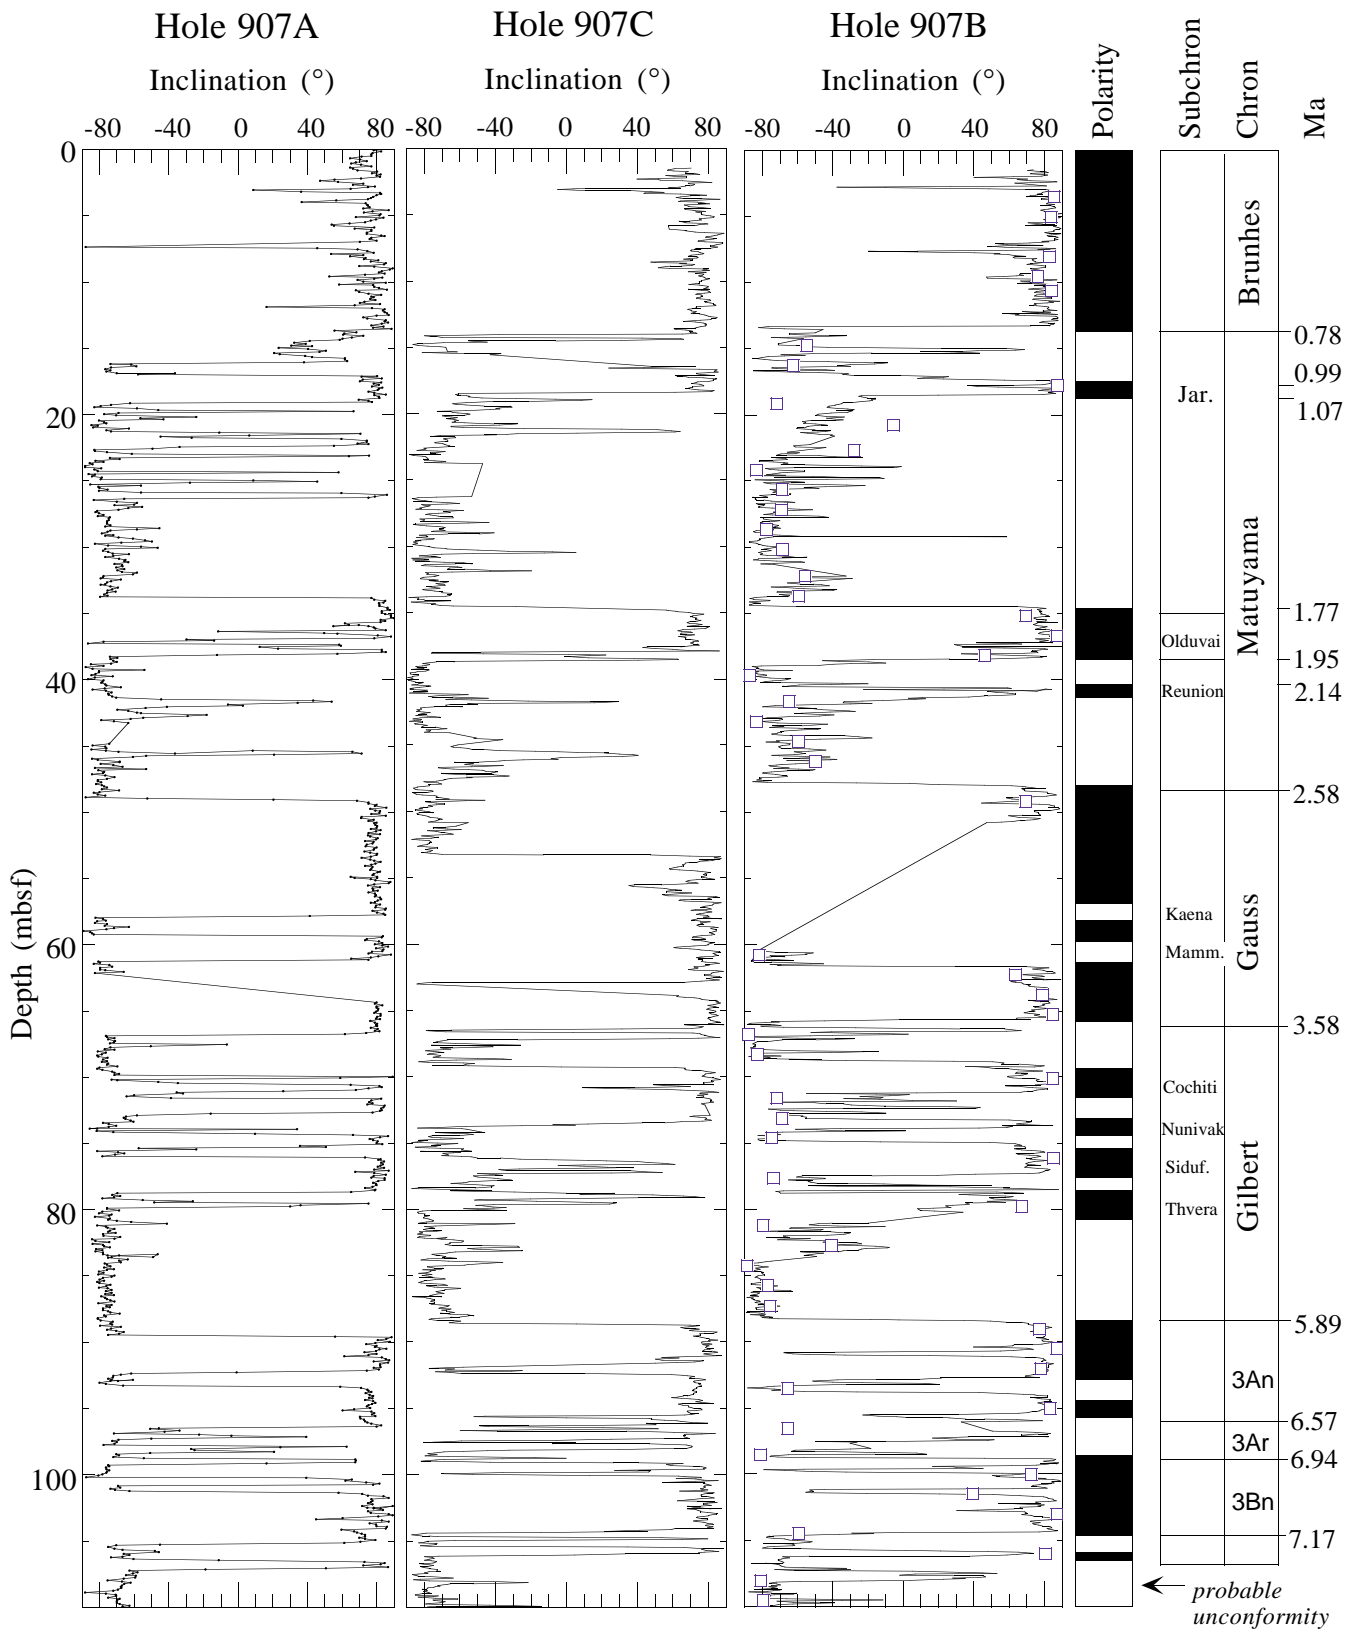 Hole 907A
Hole 907C
Hole 907B
Inclination (°)
Inclination (°)
Inclination (°)
Polarity
Subchron
Chron
Ma
-80 -40 0 40 80
-80 -40 0 40 80
-80 -40 0 40 80
Depth (mbsf)
0
20
40
60
80
100
Jar.
Olduvai
Reunion
Kaena
Mamm.
Cochiti
Nunivak
Siduf.
Thvera
Brunhes
Matuyama
Gauss
Gilbert
3An
3Ar
3Bn
0.78
0.99
1.07
1.77
1.95
2.14
2.58
3.58
5.89
6.57
6.94
7.17
probable
unconformity